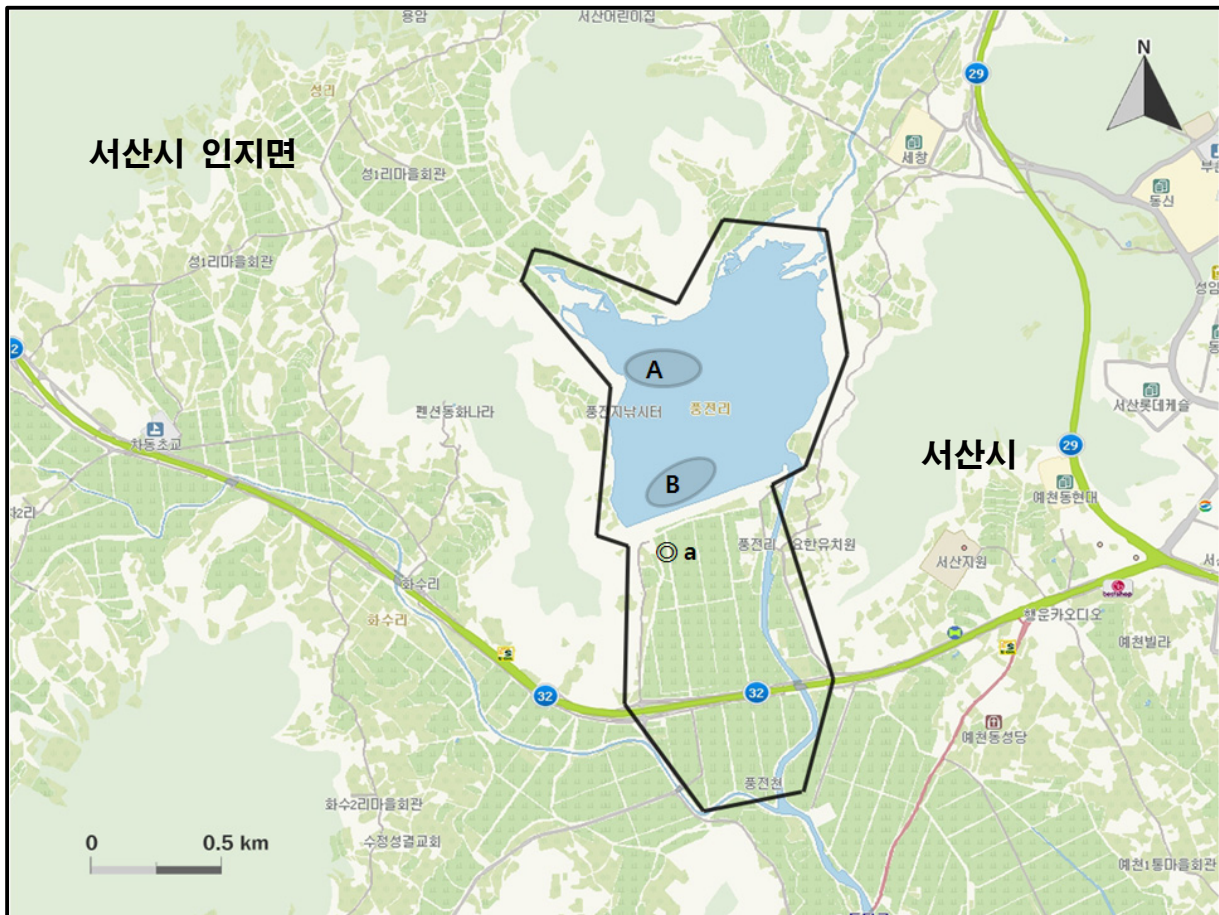 용암
서산어린이집
N
29
성리
서산시 인지면
세창
동신
성1리마을회관
성1리마을회관
A
풍전지낚시터
풍전리
펜션동화나라
서산롯데캐슬
차동초교
서산시
29
B
예천동현대
a
풍전리
요한유치원
서산지원
화수리
화수리
행운카오디오
예천빌라
32
32
예천동성당
풍전천
화수2리마을회관
수정성결교회
0
0.5 km
예천1통마을회관